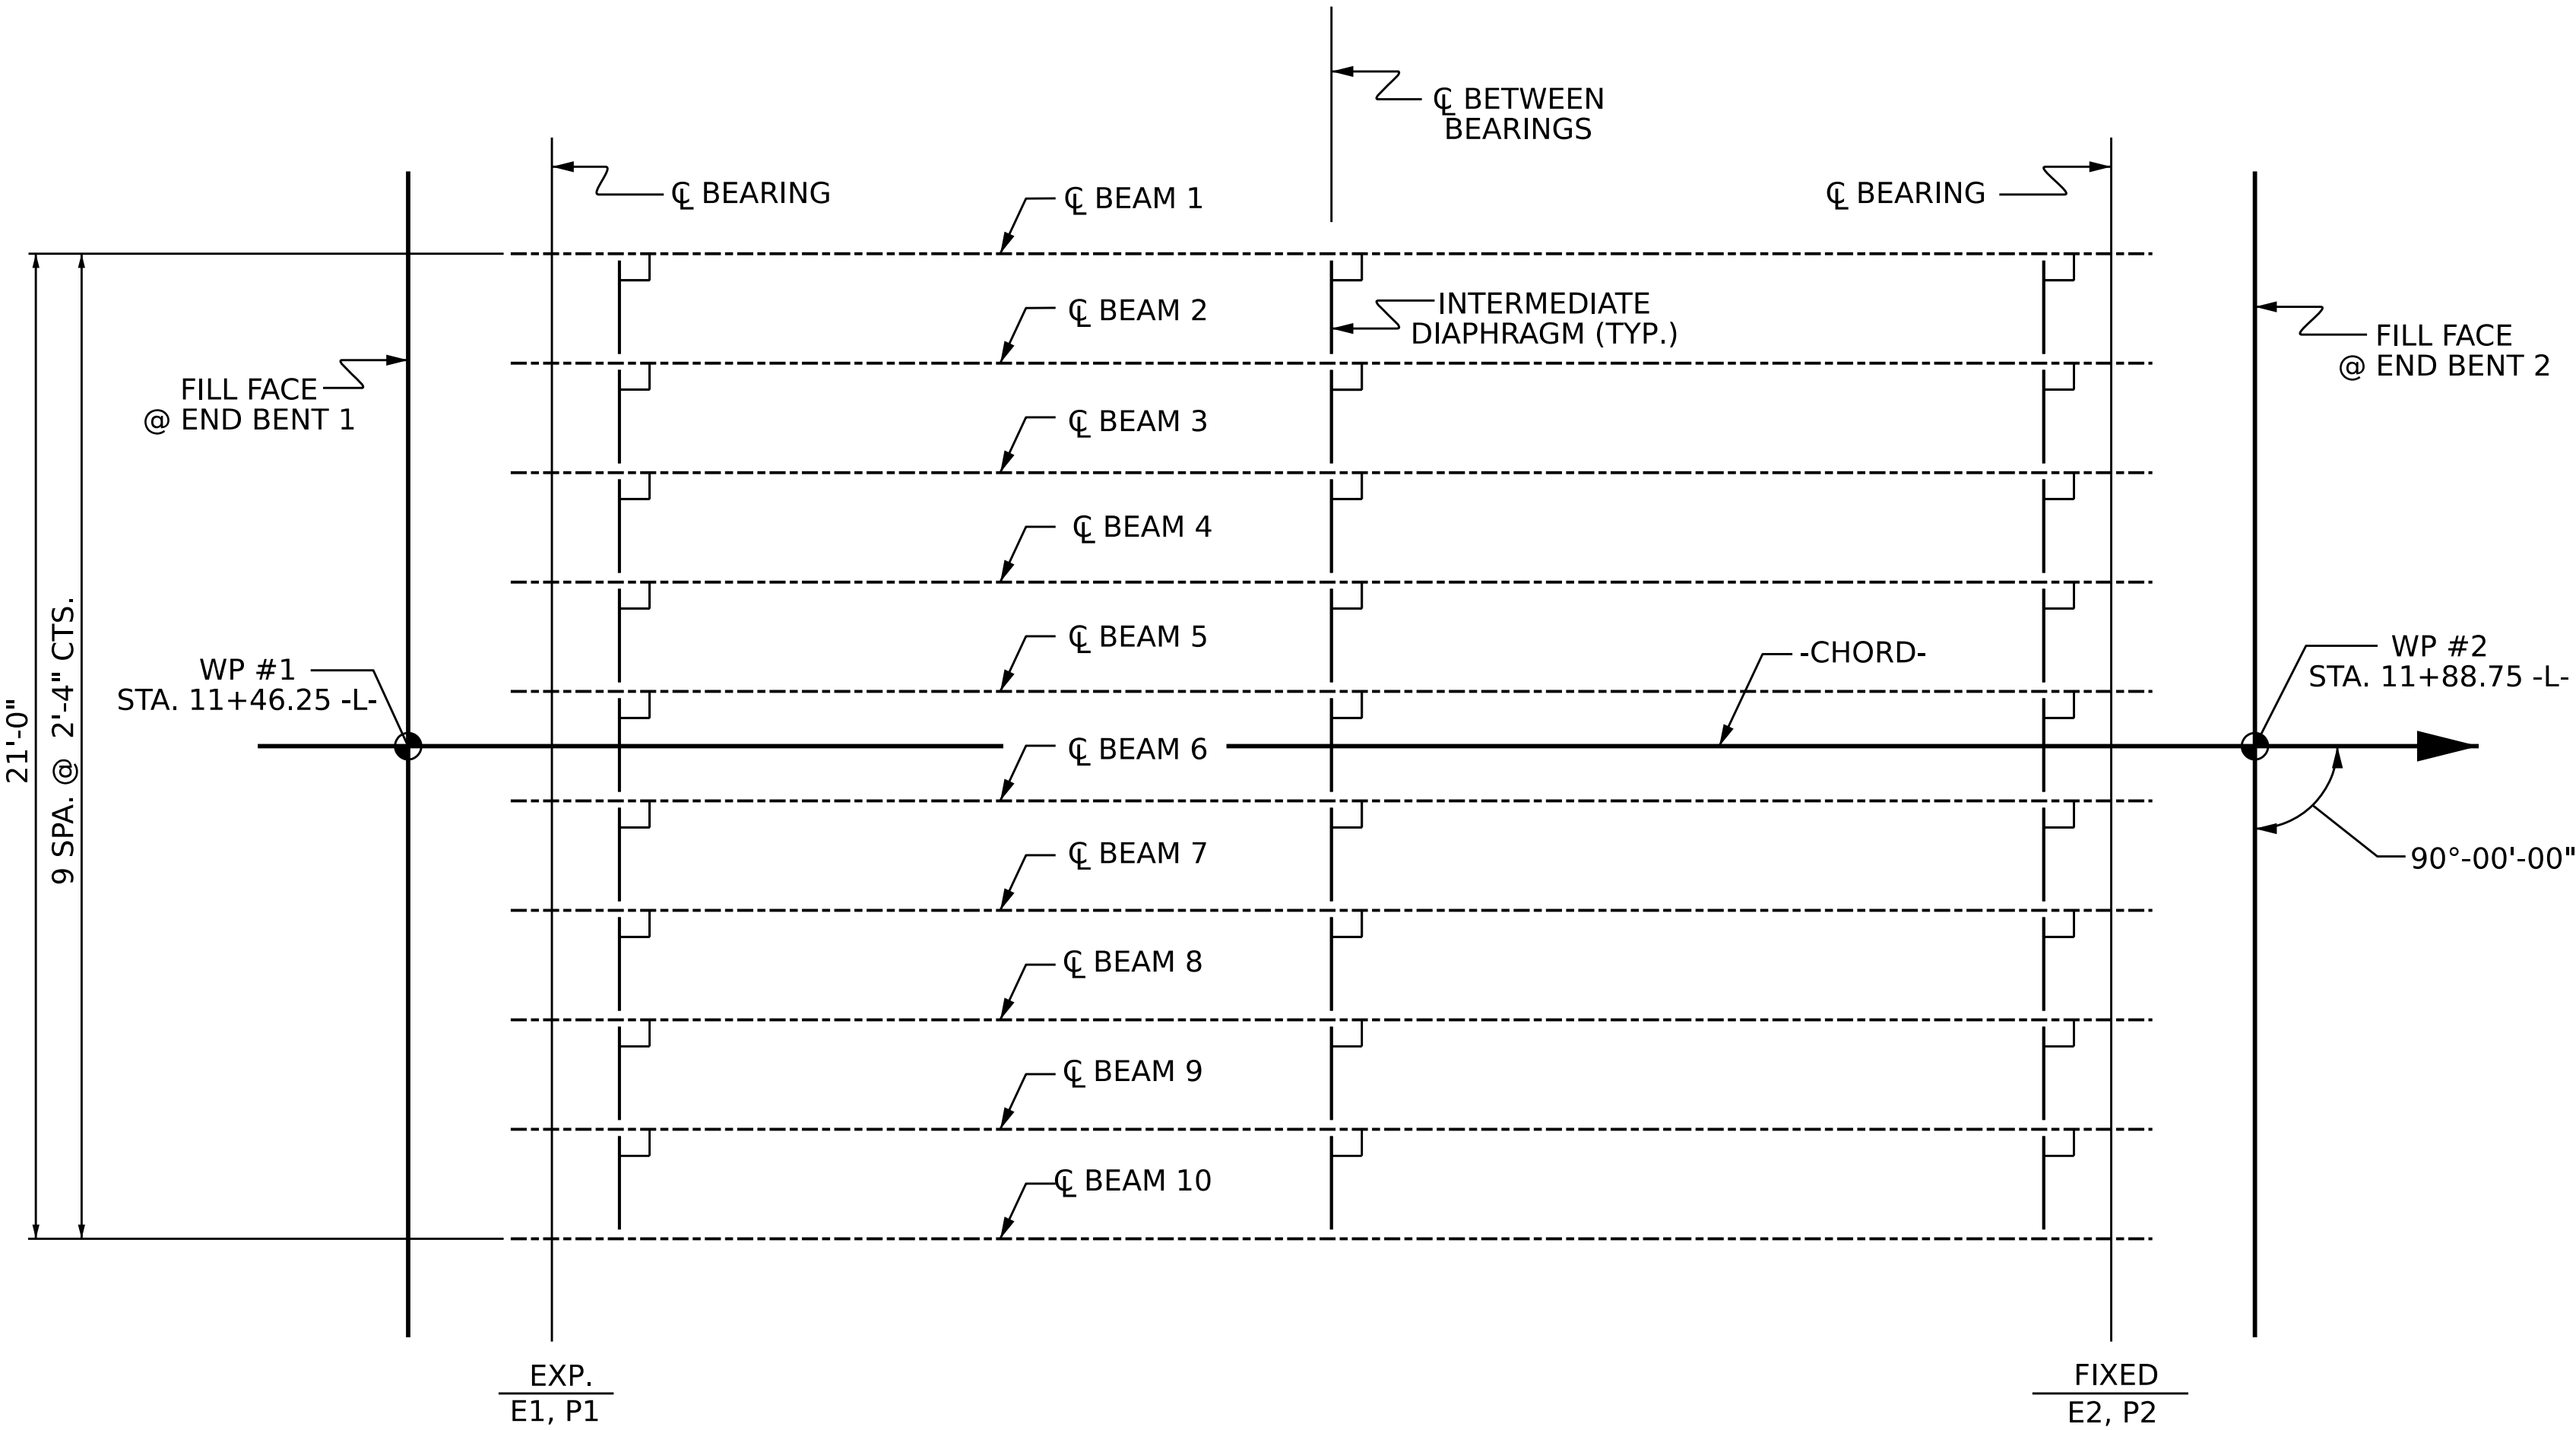 ℄ BETWEEN
BEARINGS
℄ BEARING
℄ BEAM 1
℄ BEARING
℄ BEAM 2
INTERMEDIATE
DIAPHRAGM (TYP.)
FILL FACE
@ END BENT 2
FILL FACE
@ END BENT 1
℄ BEAM 3
℄ BEAM 4
℄ BEAM 5
-CHORD-
WP #2
STA. 11+88.75 -L-
WP #1
STA. 11+46.25 -L-
21'-0"
9 SPA. @ 2'-4" CTS.
℄ BEAM 6
℄ BEAM 7
90°-00'-00"
℄ BEAM 8
℄ BEAM 9
℄ BEAM 10
EXP.
E1, P1
FIXED
E2, P2